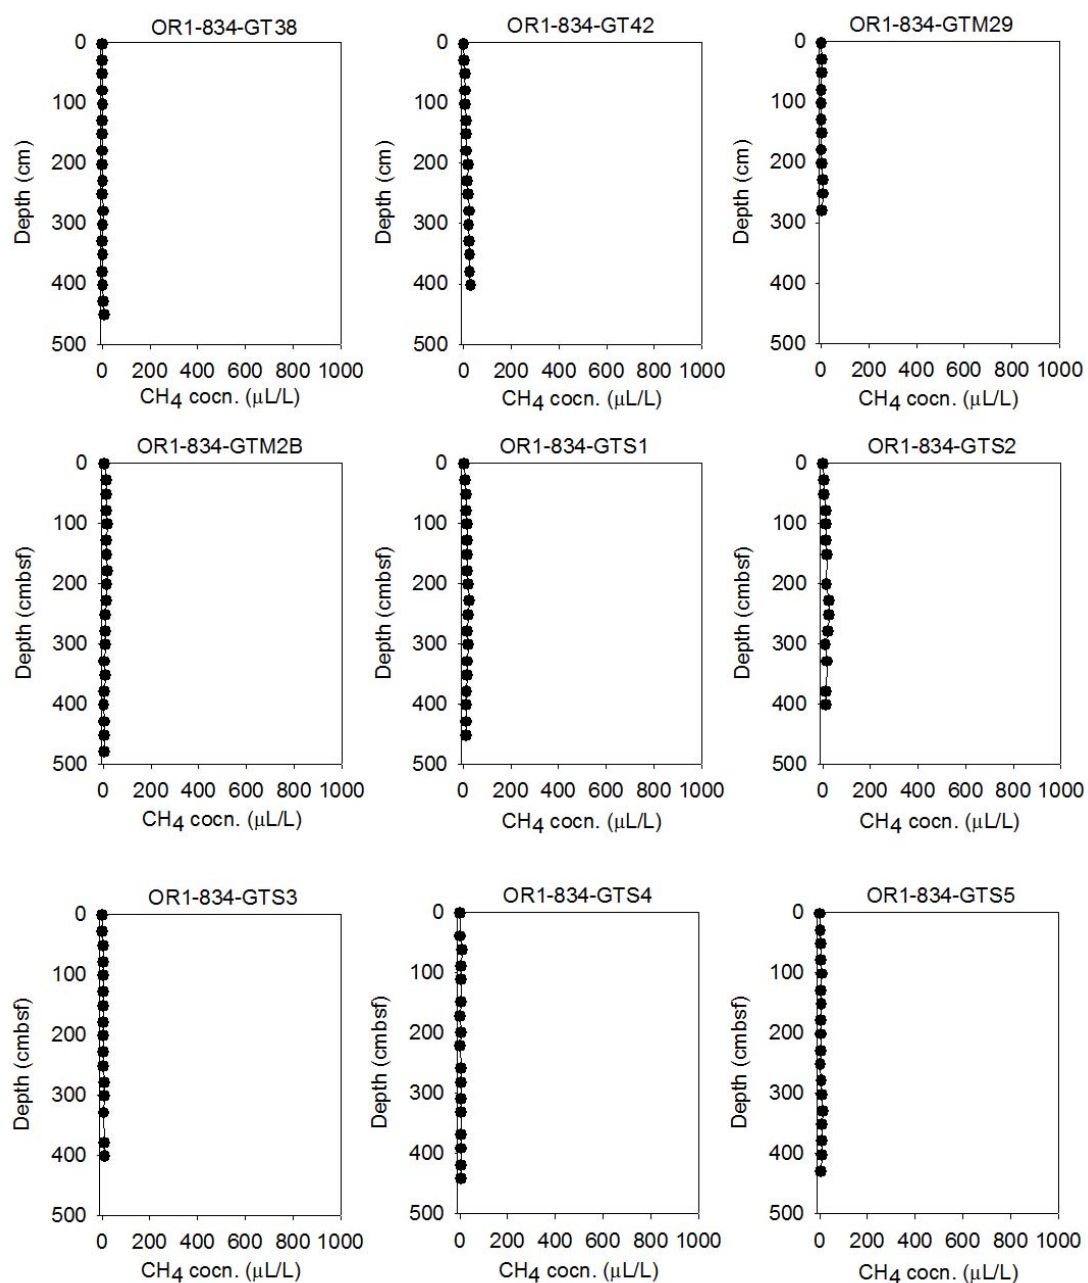 OR1-834-GT38
OR1-834-GT42
OR1-834-GTM29
0
100
200
300
400
500
Depth (cm)
0 200 400 600 800 1000
CH4 cocn. (μL/L)
0
100
200
300
400
500
Depth (cm)
0 200 400 600 800 1000
CH4 cocn. (μL/L)
0
100
200
300
400
500
Depth (cm)
0 200 400 600 800 1000
CH4 cocn. (μL/L)
OR1-834-GTM2B
OR1-834-GTS1
OR1-834-GTS2
0
100
200
300
400
500
Depth (cmbsf)
0 200 400 600 800 1000
CH4 cocn. (μL/L)
0
100
200
300
400
500
Depth (cmbsf)
0 200 400 600 800 1000
CH4 cocn. (μL/L)
0
100
200
300
400
500
Depth (cmbsf)
0 200 400 600 800 1000
CH4 cocn. (μL/L)
OR1-834-GTS3
OR1-834-GTS4
OR1-834-GTS5
0
100
200
300
400
500
Depth (cmbsf)
0 200 400 600 800 1000
CH4 cocn. (μL/L)
0
100
200
300
400
500
Depth (cmbsf)
0 200 400 600 800 1000
CH4 cocn. (μL/L)
0
100
200
300
400
500
Depth (cmbsf)
0 200 400 600 800 1000
CH4 cocn. (μL/L)